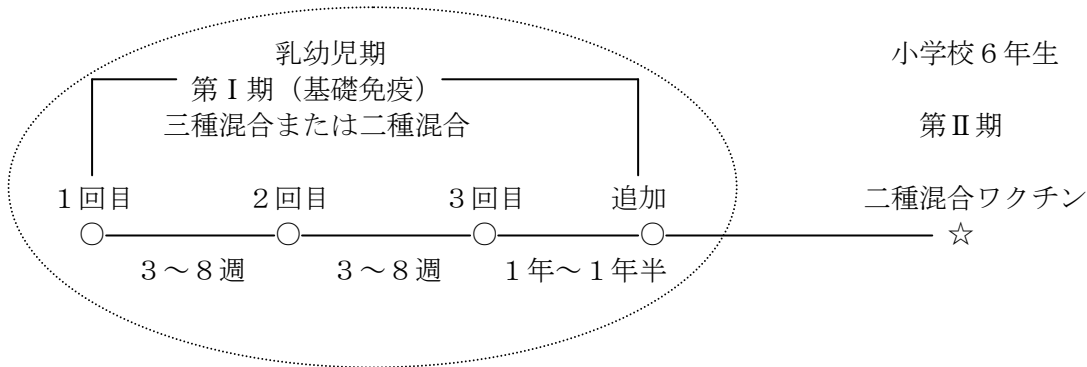 乳幼児期
第Ⅰ期（基礎免疫）
三種混合または二種混合
小学校６年生
第Ⅱ期
１回目
２回目
３回目
追加
二種混合ワクチン
３～８週
３～８週
１年～１年半